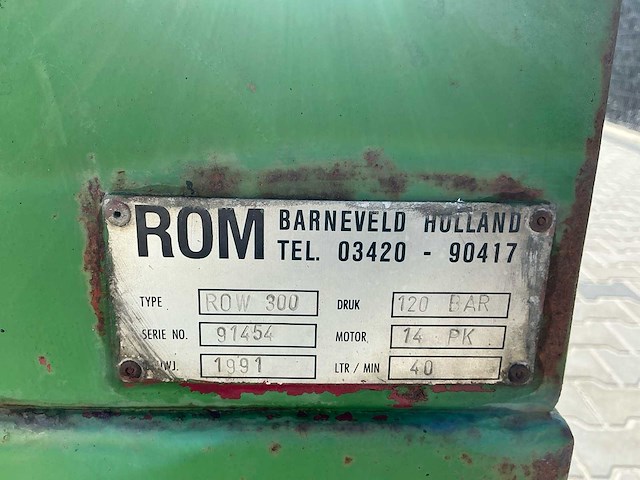 ROM BARNEVELD HOLLAND
TEL. 03420 - 90417
TYPE ROW 300 DRUK 120 BAR
SERIE NO. 91454 MOTOR 14 PK
1991 LTR / MIN 40